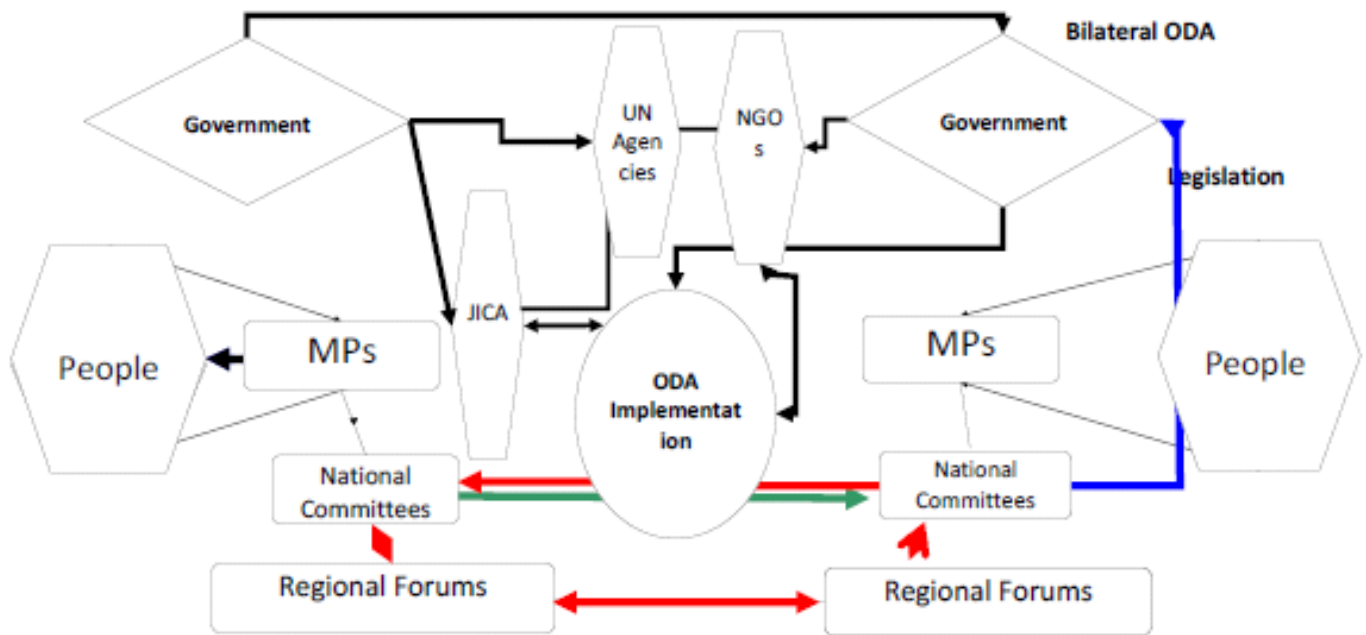 Bilateral ODA
Government
UN
Agen
cies
NGO
s
Government
Legislation
JICA
People
MPs
MPs
People
ODA
Implementat
ion
National
Committees
National
Committees
Regional Forums
Regional Forums